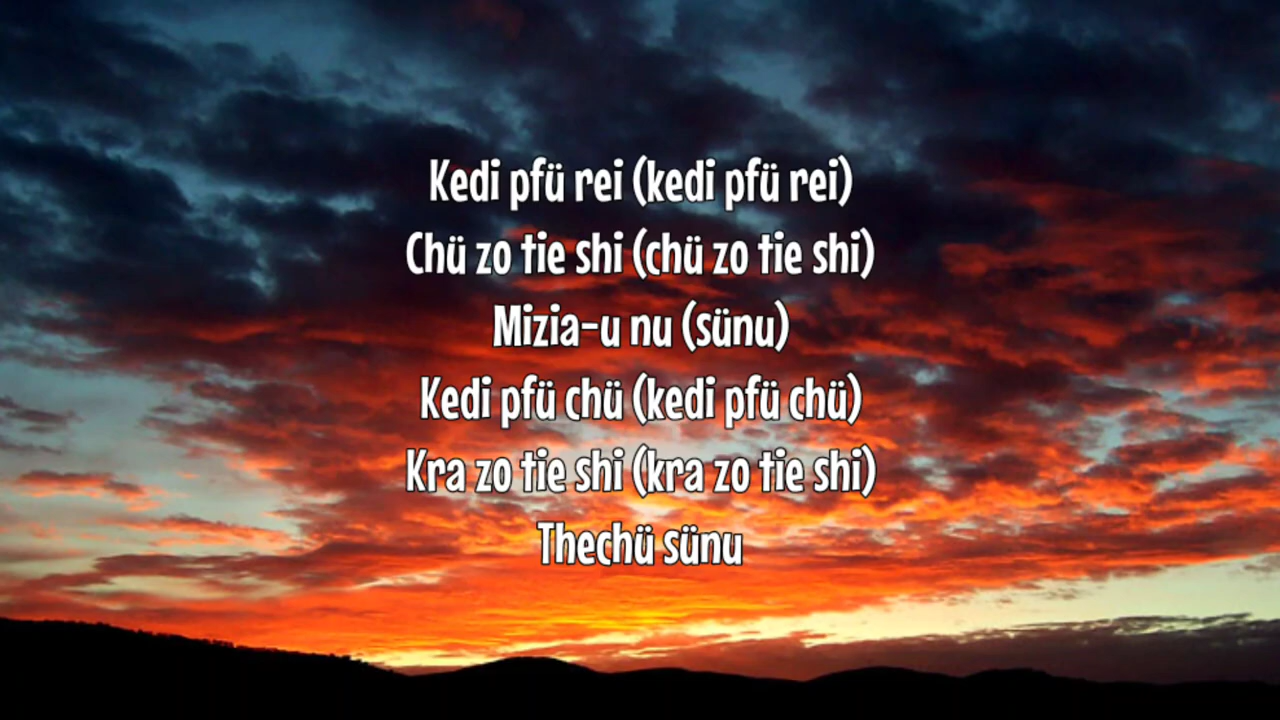 Kedi pfü rei (kedi pfü rei)
Chü zo tie shi (chü zo tie shi)
Mizia-u nu (sünu)
Kedi pfü chü (kedi pfü chü)
Kra zo tie shi (kra zo tie shi)
Thechü sünu